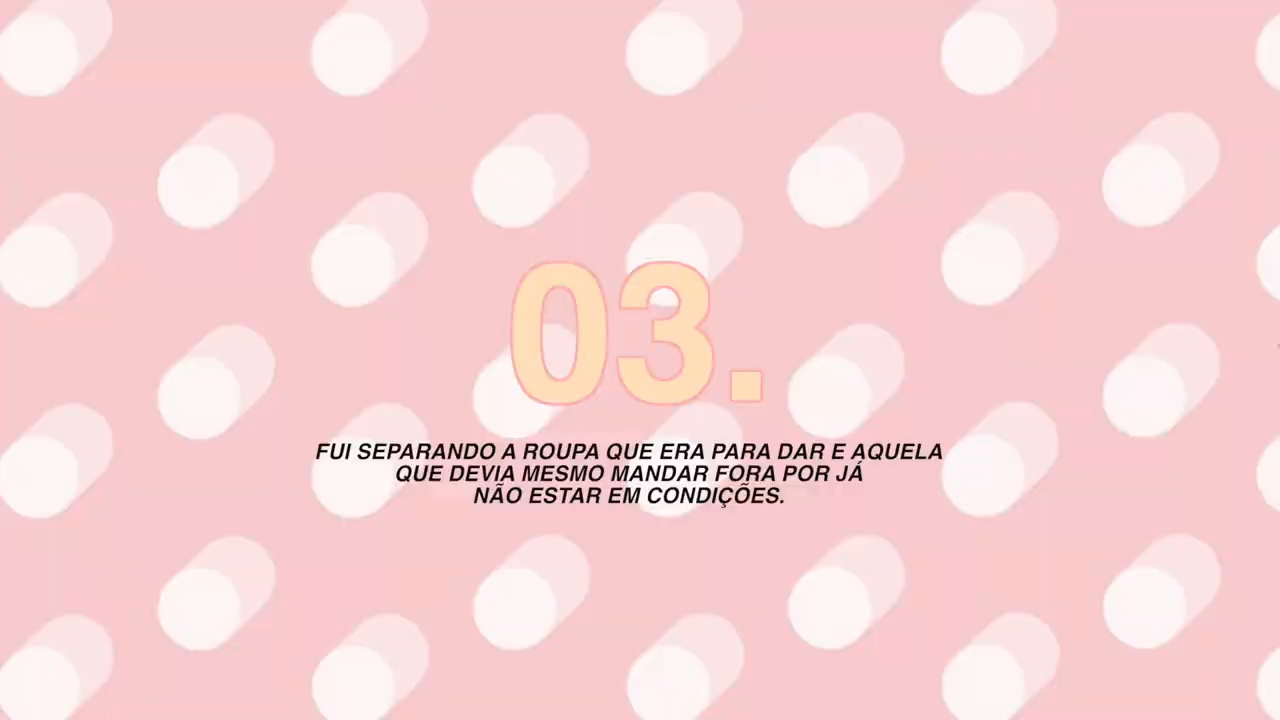 03.
FUI SEPARANDO A ROUPA QUE ERA PARA DAR E AQUELA
QUE DEVIA MESMO MANDAR FORA POR JÁ
NÃO ESTAR EM CONDIÇÕES.